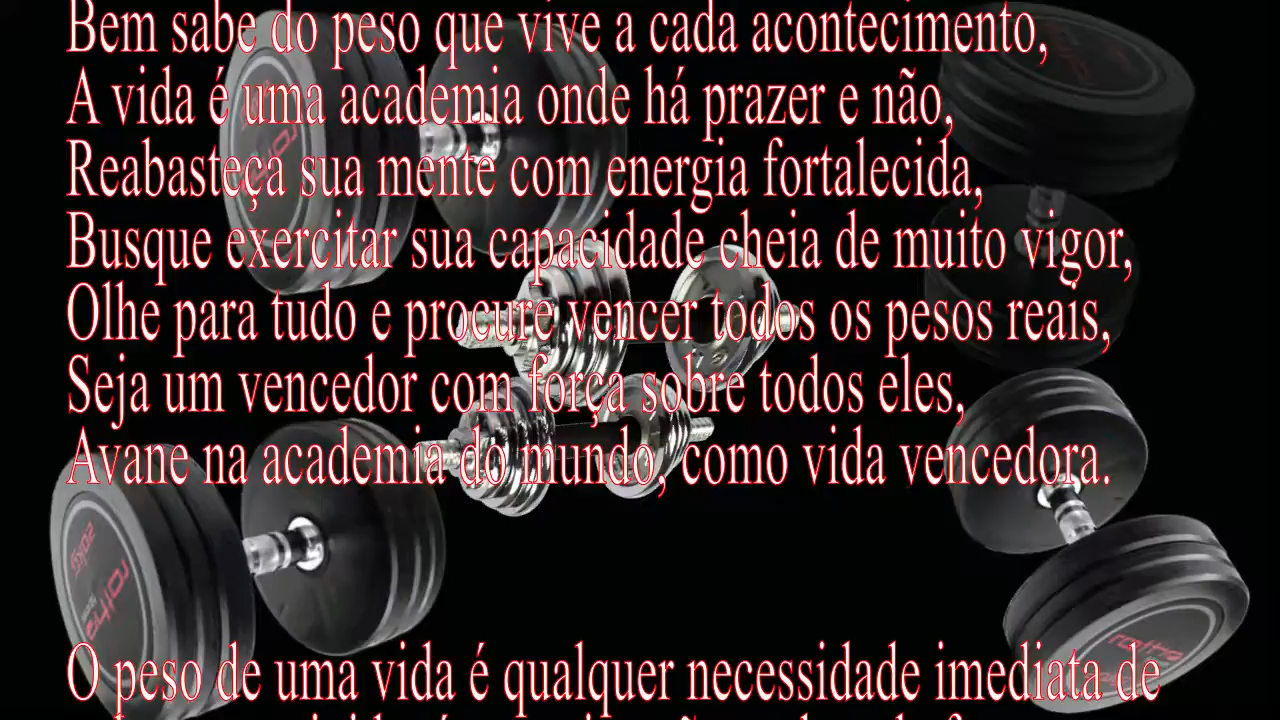 Bem sabe do peso que vive a cada acontecimento,
A vida é uma academia onde há prazer e não,
Reabasteça sua mente com energia fortalecida,
Busque exercitar sua capacidade cheia de muito vigor,
Olhe para tudo e procure vencer todos os pesos reais,
Seja um vencedor com força sobre todos eles,
Avane na academia do mundo, como vida vencedora.
20KG
roltra
roltra
O peso de uma vida é qualquer necessidade imediata de